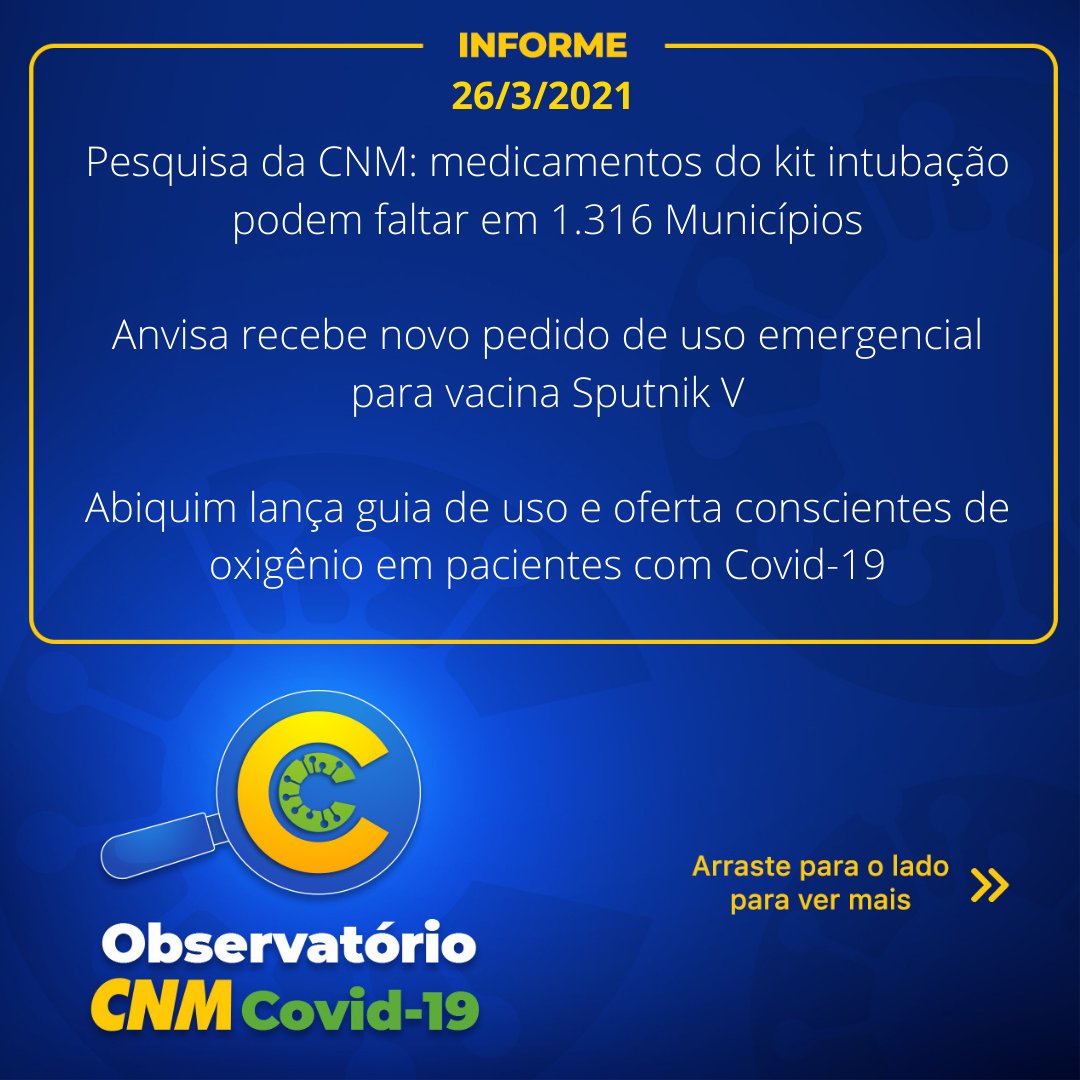 INFORME
26/3/2021
Pesquisa da CNM: medicamentos do kit intubação
podem faltar em 1.316 Municípios
Anvisa recebe novo pedido de uso emergencial
para vacina Sputnik V
Abiquim lança guia de uso e oferta conscientes de
oxigênio em pacientes com Covid-19
Arraste para o lado
para ver mais
Observatório
CNM Covid-19